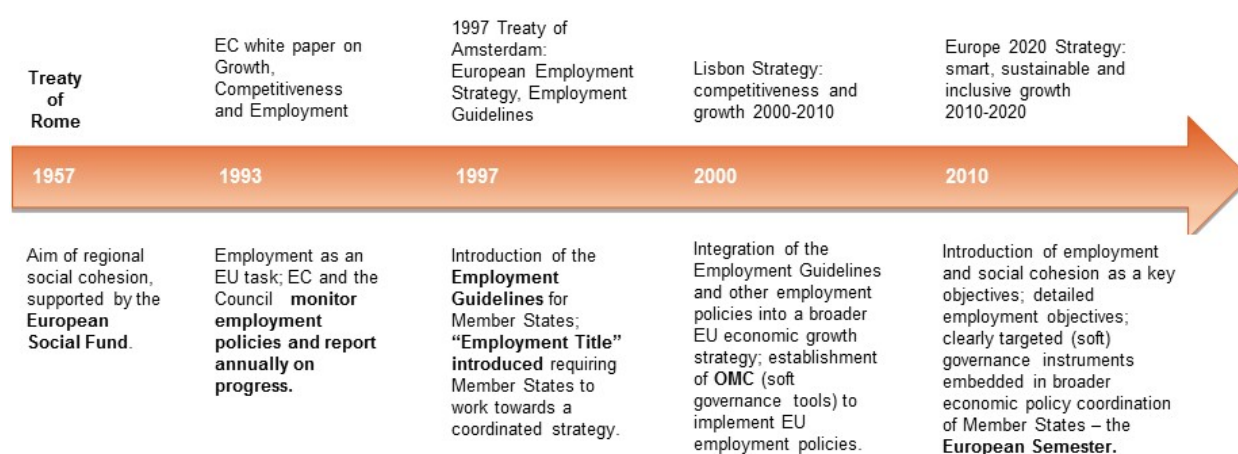 Treaty
of
Rome
EC white paper on
Growth,
Competitiveness
and Employment
1997 Treaty of
Amsterdam:
European Employment
Strategy, Employment
Guidelines
Lisbon Strategy:
competitiveness and
growth 2000-2010
Europe 2020 Strategy:
smart, sustainable and
inclusive growth
2010-2020
1957
1993
1997
2000
2010
Aim of regional
social cohesion,
supported by the
European
Social Fund.
Employment as an
EU task; EC and the
Council monitor
employment
policies and report
annually on
progress.
Introduction of the
Employment
Guidelines for
Member States;
“Employment Title”
introduced requiring
Member States to
work towards a
coordinated strategy.
Integration of the
Employment Guidelines
and other employment
policies into a broader
EU economic growth
strategy; establishment
of OMC (soft
governance tools) to
implement EU
employment policies.
Introduction of employment
and social cohesion as a key
objectives; detailed
employment objectives;
clearly targeted (soft)
governance instruments
embedded in broader
economic policy coordination
of Member States – the
European Semester.